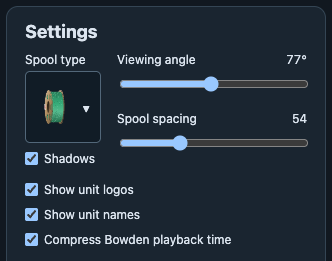 Settings
Spool type
Viewing angle 77°
Spool spacing 54
Shadows
Show unit logos
Show unit names
Compress Bowden playback time